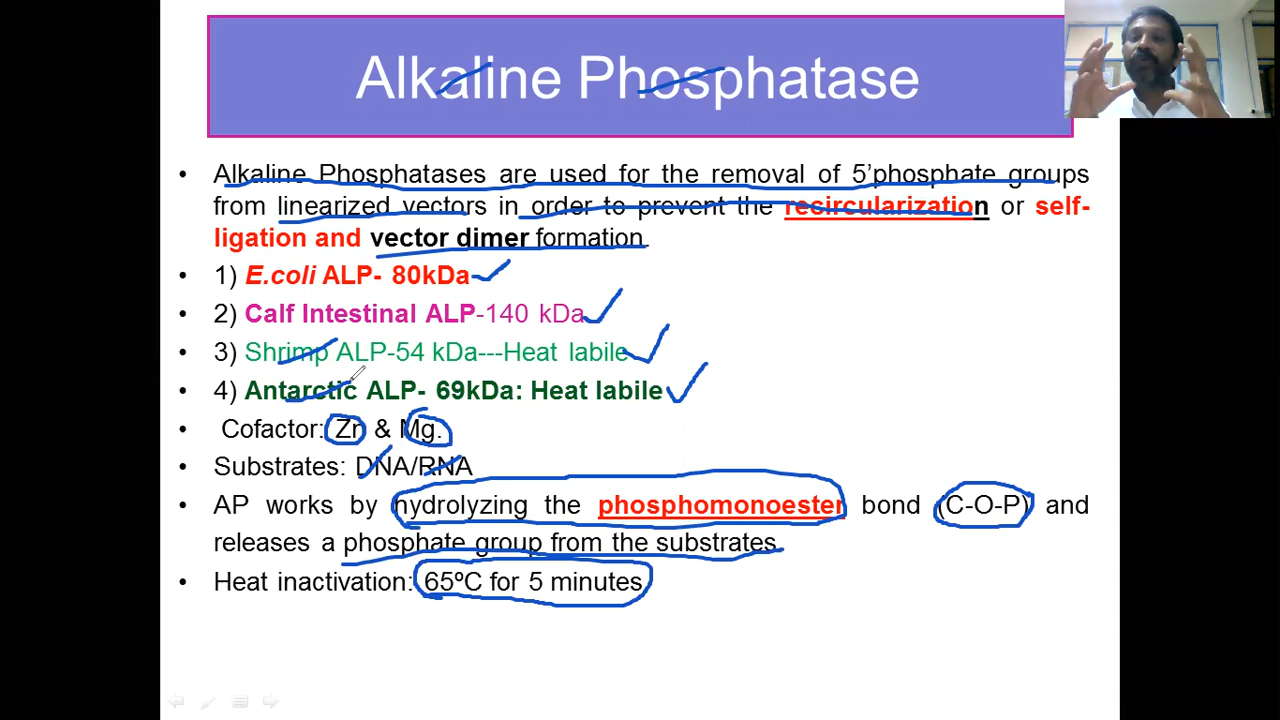 Alkaline Phosphatase
• Alkaline Phosphatases are used for the removal of 5'phosphate groups
from linearized vectors in order to prevent the recircularization or self-
ligation and vector dimer formation.
• 1) E.coli ALP- 80kDa
• 2) Calf Intestinal ALP-140 kDa
• 3) Shrimp ALP-54 kDa---Heat labile
• 4) Antarctic ALP- 69kDa: Heat labile
• Cofactor: Zn & Mg.
• Substrates: DNA/RNA
• AP works by hydrolyzing the phosphomonoester bond (C-O-P) and
releases a phosphate group from the substrates.
• Heat inactivation: 65ºC for 5 minutes